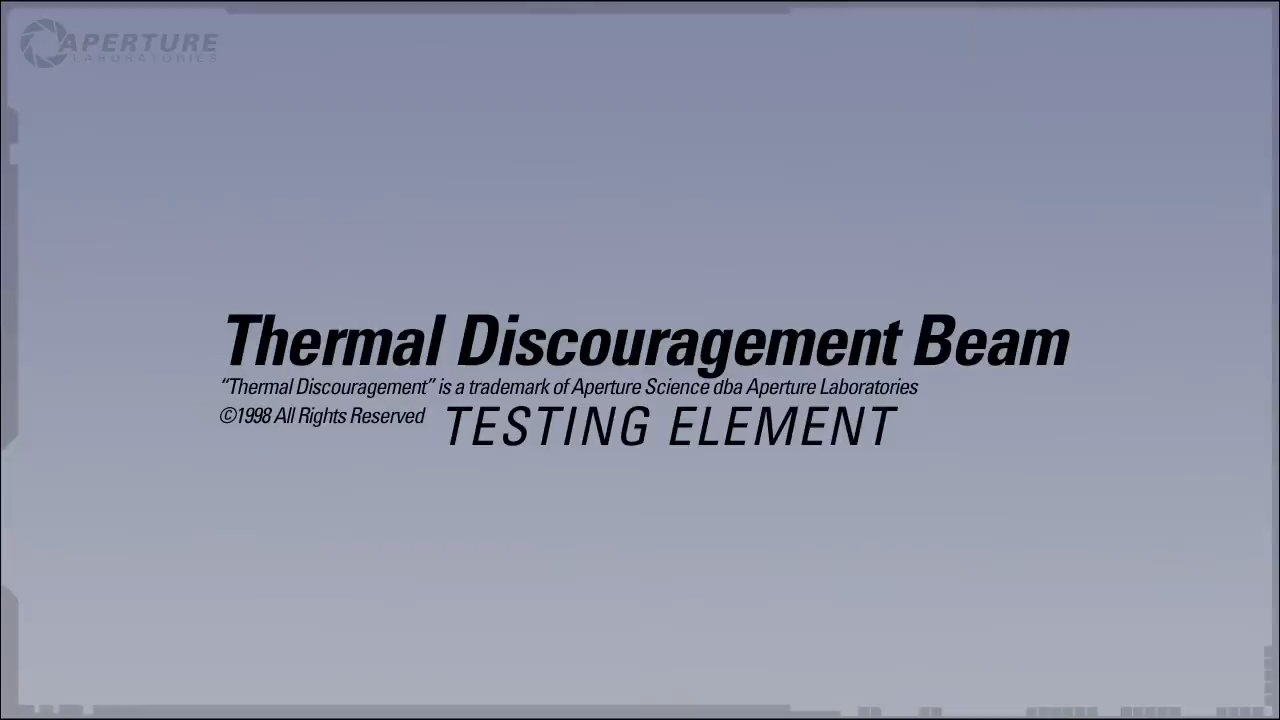 APERTURE
LABORATORIES
Thermal Discouragement Beam
“Thermal Discouragement” is a trademark of Aperture Science dba Aperture Laboratories
©1998 All Rights Reserved
TESTING ELEMENT